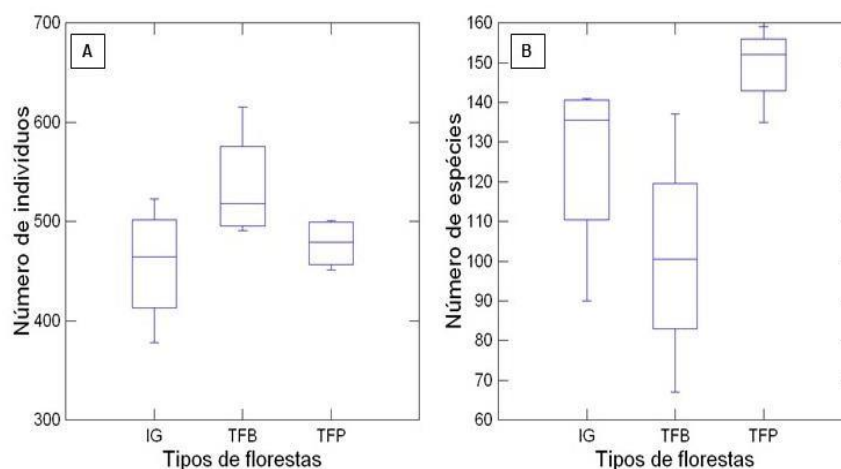 A
Número de indivíduos
700
600
500
400
300
IG TFB TFP
Tipos de florestas
B
Número de espécies
160
150
140
130
120
110
100
90
80
70
60
IG TFB TFP
Tipos de florestas